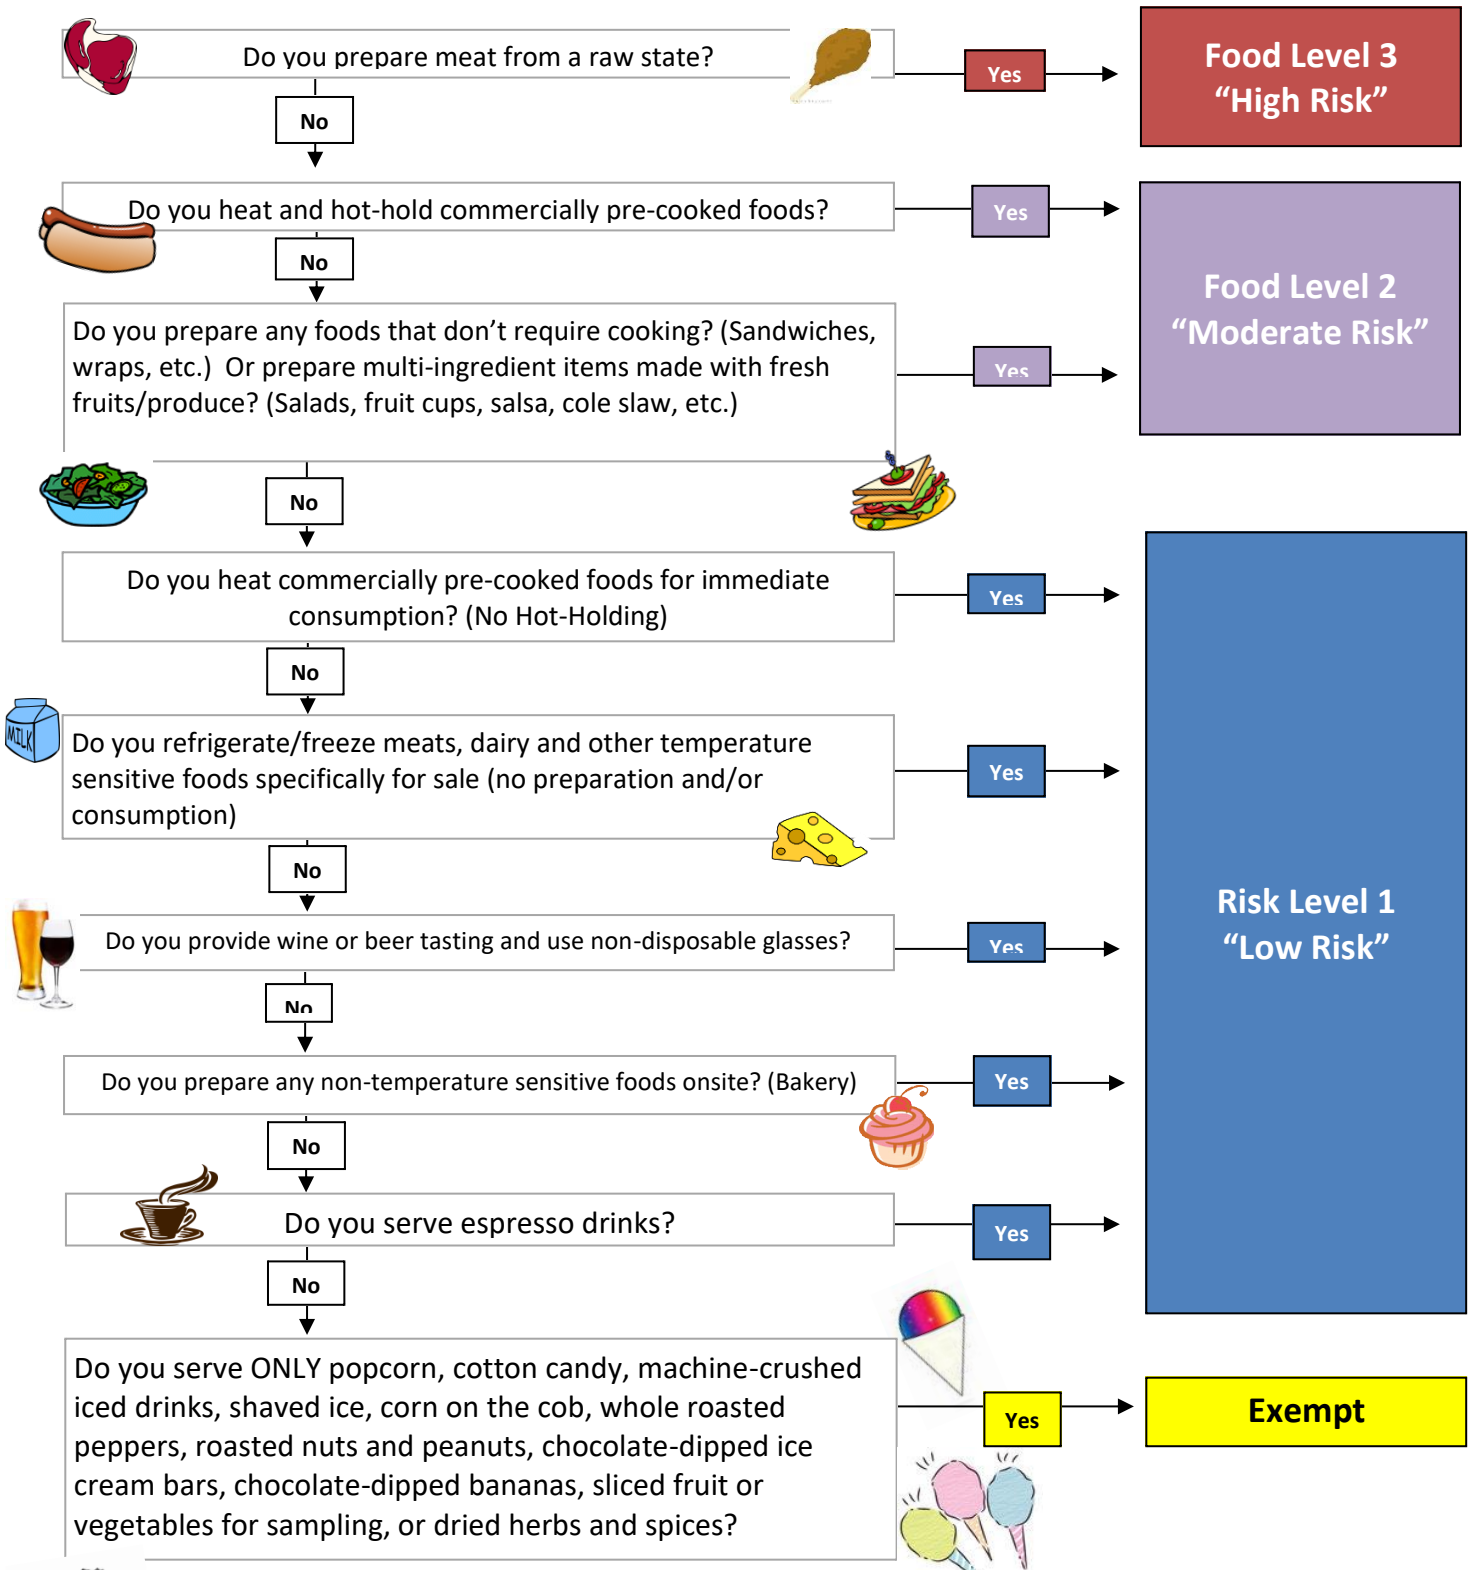 Do you prepare meat from a raw state?
Yes
Food Level 3
“High Risk”
No
Do you heat and hot-hold commercially pre-cooked foods?
Yes
No
Food Level 2
“Moderate Risk”
Do you prepare any foods that don’t require cooking? (Sandwiches,
wraps, etc.)  Or prepare multi-ingredient items made with fresh
fruits/produce? (Salads, fruit cups, salsa, cole slaw, etc.)
Yes
No
Do you heat commercially pre-cooked foods for immediate
consumption? (No Hot-Holding)
Yes
No
MILK
Do you refrigerate/freeze meats, dairy and other temperature
sensitive foods specifically for sale (no preparation and/or
consumption)
Yes
No
Risk Level 1
“Low Risk”
Do you provide wine or beer tasting and use non-disposable glasses?
Yes
No
Do you prepare any non-temperature sensitive foods onsite? (Bakery)
Yes
No
Do you serve espresso drinks?
Yes
No
Do you serve ONLY popcorn, cotton candy, machine-crushed
iced drinks, shaved ice, corn on the cob, whole roasted
peppers, roasted nuts and peanuts, chocolate-dipped ice
cream bars, chocolate-dipped bananas, sliced fruit or
vegetables for sampling, or dried herbs and spices?
Yes
Exempt